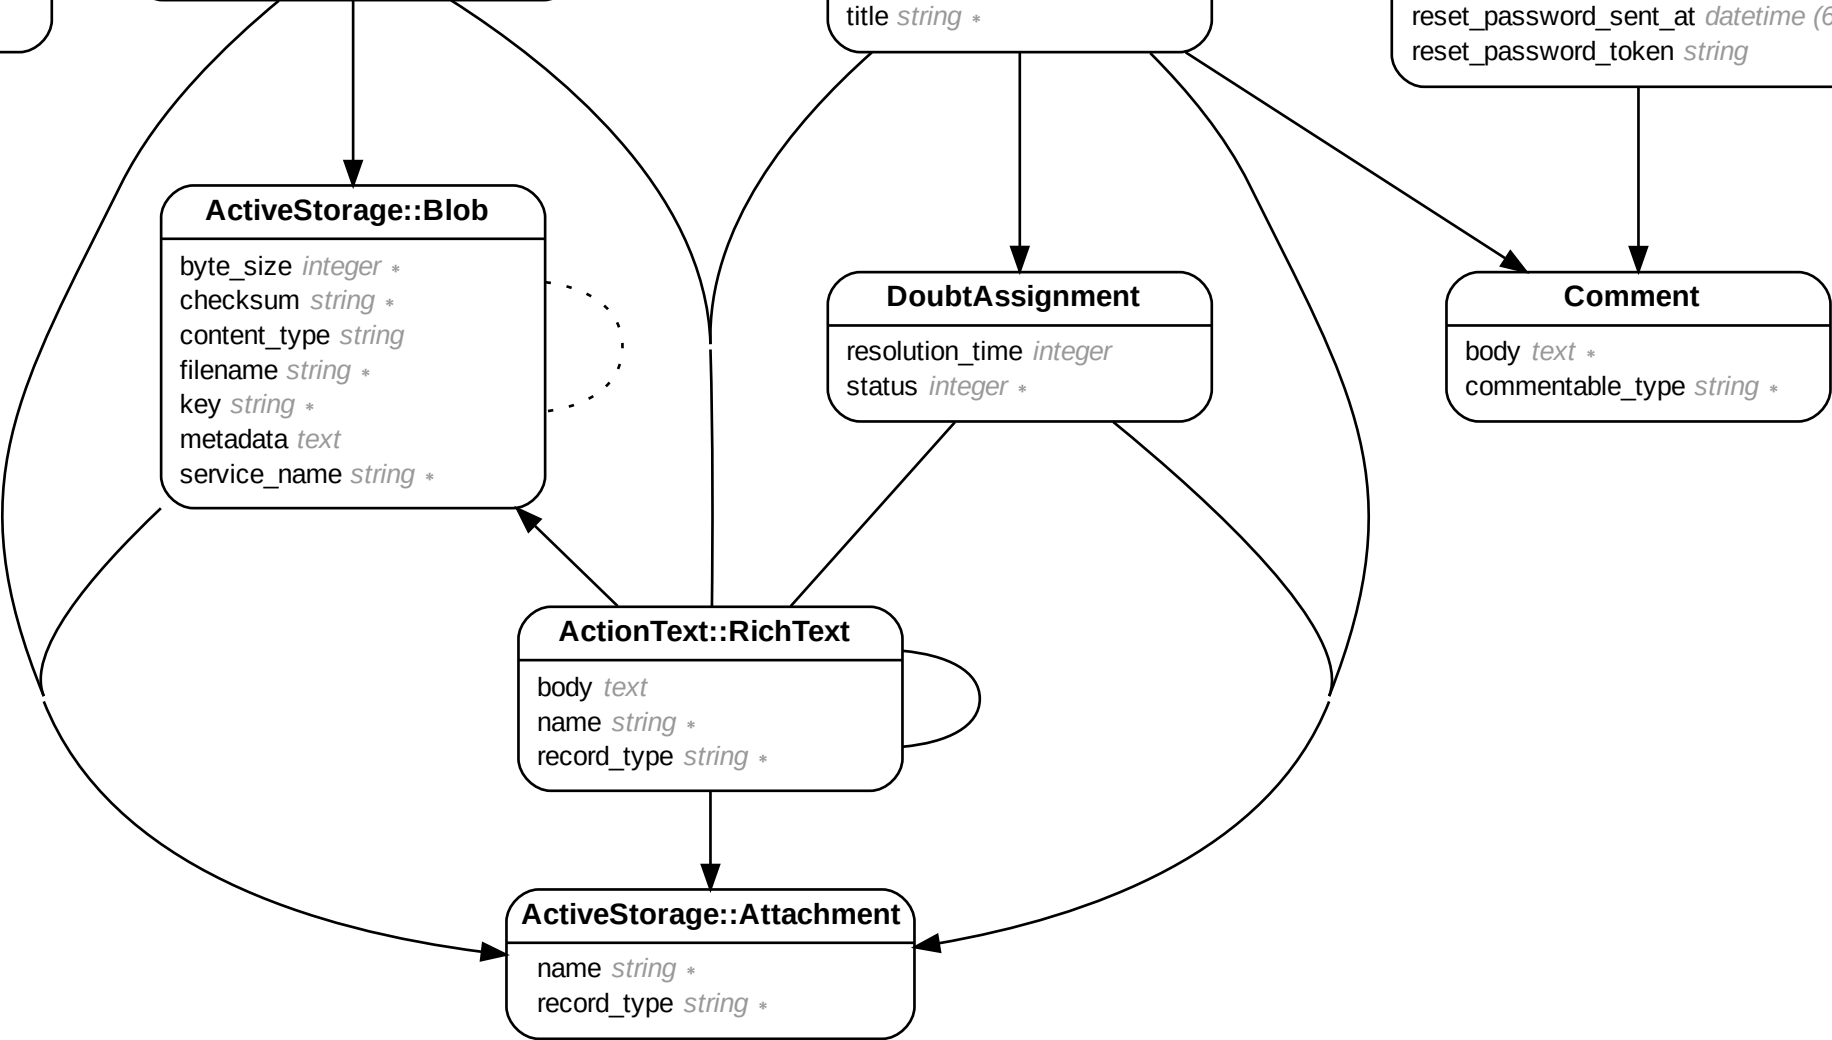 title string *
reset_password_sent_at datetime (6
reset_password_token string
ActiveStorage::Blob
byte_size integer *
checksum string *
content_type string
filename string *
key string *
metadata text
service_name string *
DoubtAssignment
resolution_time integer
status integer *
Comment
body text *
commentable_type string *
ActionText::RichText
body text
name string *
record_type string *
ActiveStorage::Attachment
name string *
record_type string *